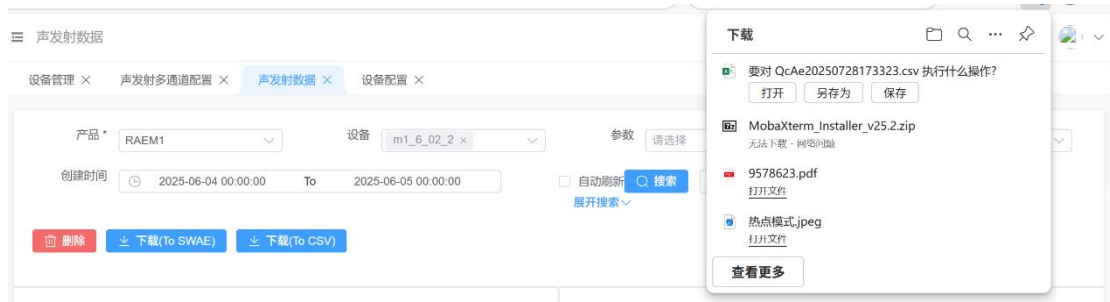 声发射数据
设备管理 × 声发射多通道配置 × 声发射数据 × 设备配置 ×
产品 * RAEM1 设备 m1_6_02_2 × 参数 请选择
创建时间 2025-06-04 00:00:00 To 2025-06-05 00:00:00 自动刷新 搜索
展开搜索
删除 下载(To SWAE) 下载(To CSV)
下载
要对 QcAe20250728173323.csv 执行什么操作?
打开 另存为 保存
MobaXterm_Installer_v25.2.zip
无法下载 - 网络问题
9578623.pdf
打开文件
热点模式.jpeg
打开文件
查看更多